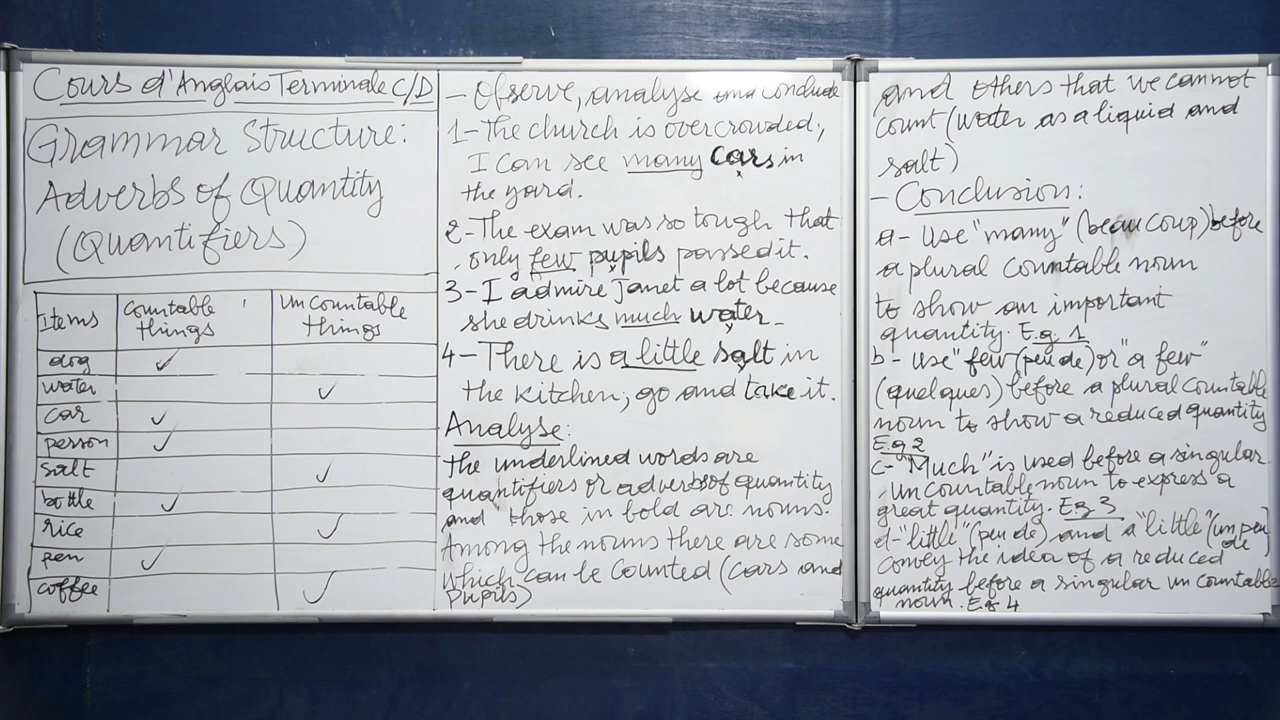 Cours d'Anglais Terminale C/D
Grammar Structure:
Adverbs of Quantity
(Quantifiers)
Items Countable things Uncountable things
dog ✓
water ✓
car ✓
person ✓
salt ✓
bottle ✓
rice ✓
pen ✓
coffee ✓
- Observe, analyse and conclude
1- The church is overcrowded;
I can see many cars in
the yard.
2- The exam was so tough that
only few pupils passed it.
3- I admire Janet a lot because
she drinks much water.
4- There is a little salt in
the kitchen; go and take it.
Analyse:
the underlined words are
quantifiers or adverbs of quantity
and those in bold are nouns.
Among the nouns there are some
which can be counted (cars and
pupils)
and others that we cannot
count (water as a liquid and
salt)
- Conclusion:
a- Use "many" (beaucoup) before
a plural countable noun
to show an important
quantity. E.g 1
b- Use "few (peu de) or "a few"
(quelques) before a plural countable
noun to show a reduced quantity
E.g 2
c- "Much" is used before a singular
uncountable noun to express a
great quantity. E.g 3
d- "little" (peu de) and a "little" (un peu de)
convey the idea of a reduced
quantity before a singular uncountable
noun. E.g 4